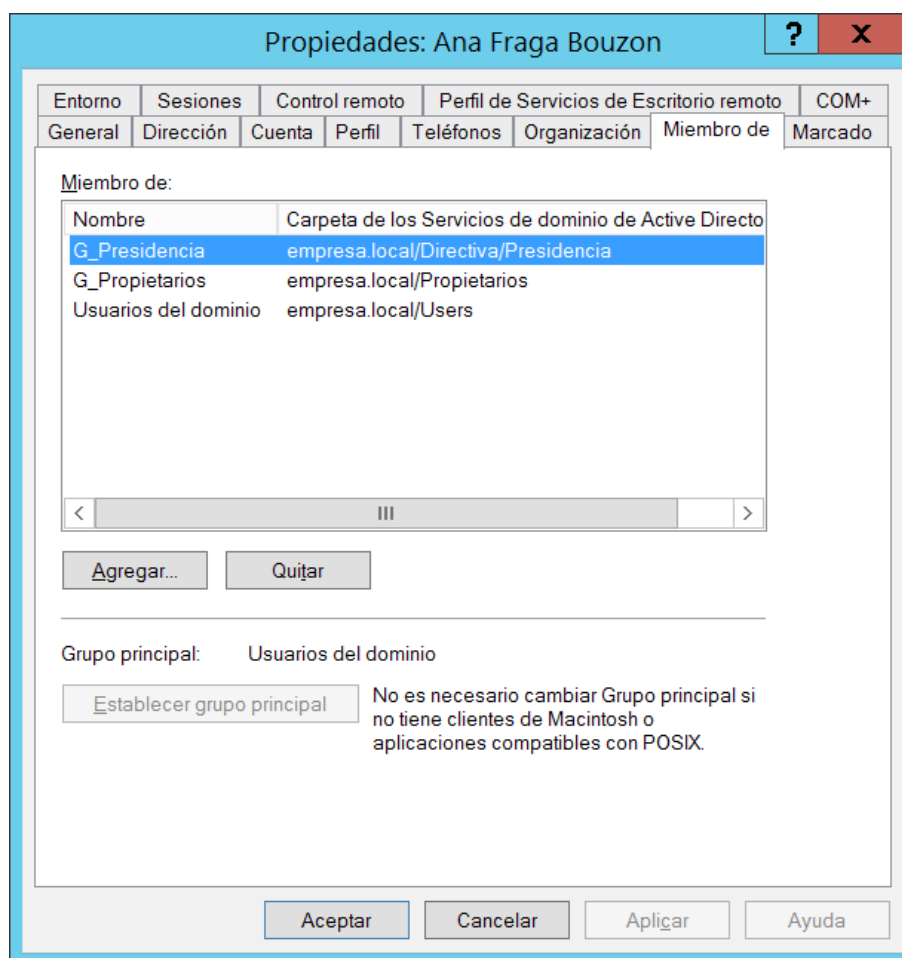 Propiedades: Ana Fraga Bouzon ? x
Entorno Sesiones Control remoto Perfil de Servicios de Escritorio remoto COM+
General Dirección Cuenta Perfil Teléfonos Organización Miembro de Marcado
Miembro de:
Nombre Carpeta de los Servicios de dominio de Active Directo
G_Presidencia empresa.local/Directiva/Presidencia
G_Propietarios empresa.local/Propietarios
Usuarios del dominio empresa.local/Users
Agregar... Quitar
Grupo principal: Usuarios del dominio
Establecer grupo principal
No es necesario cambiar Grupo principal si
no tiene clientes de Macintosh o
aplicaciones compatibles con POSIX.
Aceptar Cancelar Aplicar Ayuda